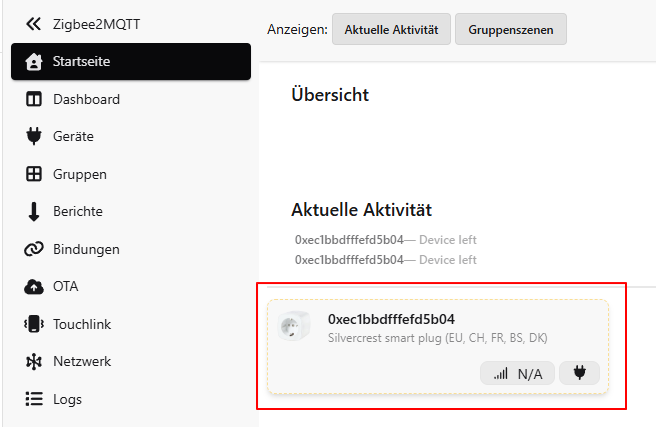 Zigbee2MQTT
Anzeigen: Aktuelle Aktivität Gruppenszenen
Startseite
Dashboard
Geräte
Gruppen
Berichte
Bindungen
OTA
Touchlink
Netzwerk
Logs
Übersicht
Aktuelle Aktivität
0xec1bbdfffefd5b04— Device left
0xec1bbdfffefd5b04— Device left
0xec1bbdfffefd5b04
Silvercrest smart plug (EU, CH, FR, BS, DK)
N/A